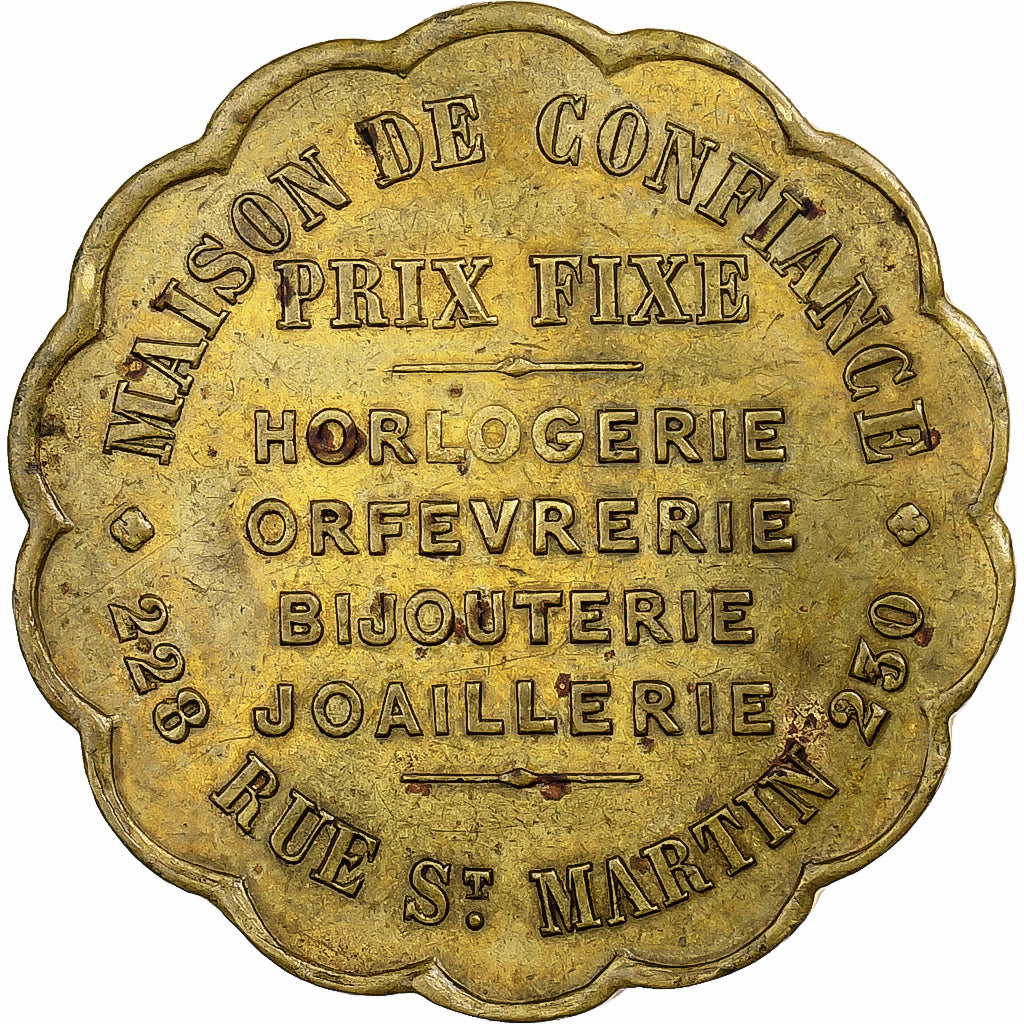 MAISON DE CONFIANCE
PRIX FIXE
HORLOGERIE
ORFEVRERIE
BIJOUTERIE
JOAILLERIE
228 RUE ST. MARTIN 230